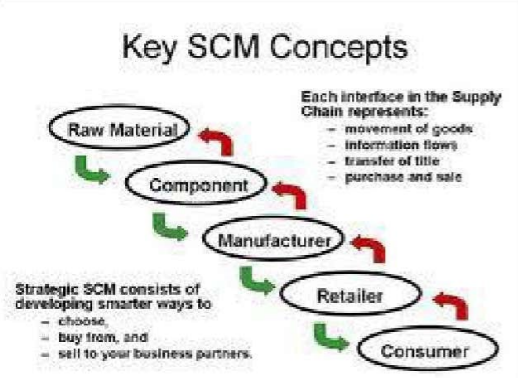 Key SCM Concepts
Each interface in the Supply
Chain represents:
– movement of goods
– information flows
– transfer of title
– purchase and sale
Raw Material
Component
Manufacturer
Retailer
Consumer
Strategic SCM consists of
developing smarter ways to
– choose,
– buy from, and
– sell to your business partners.